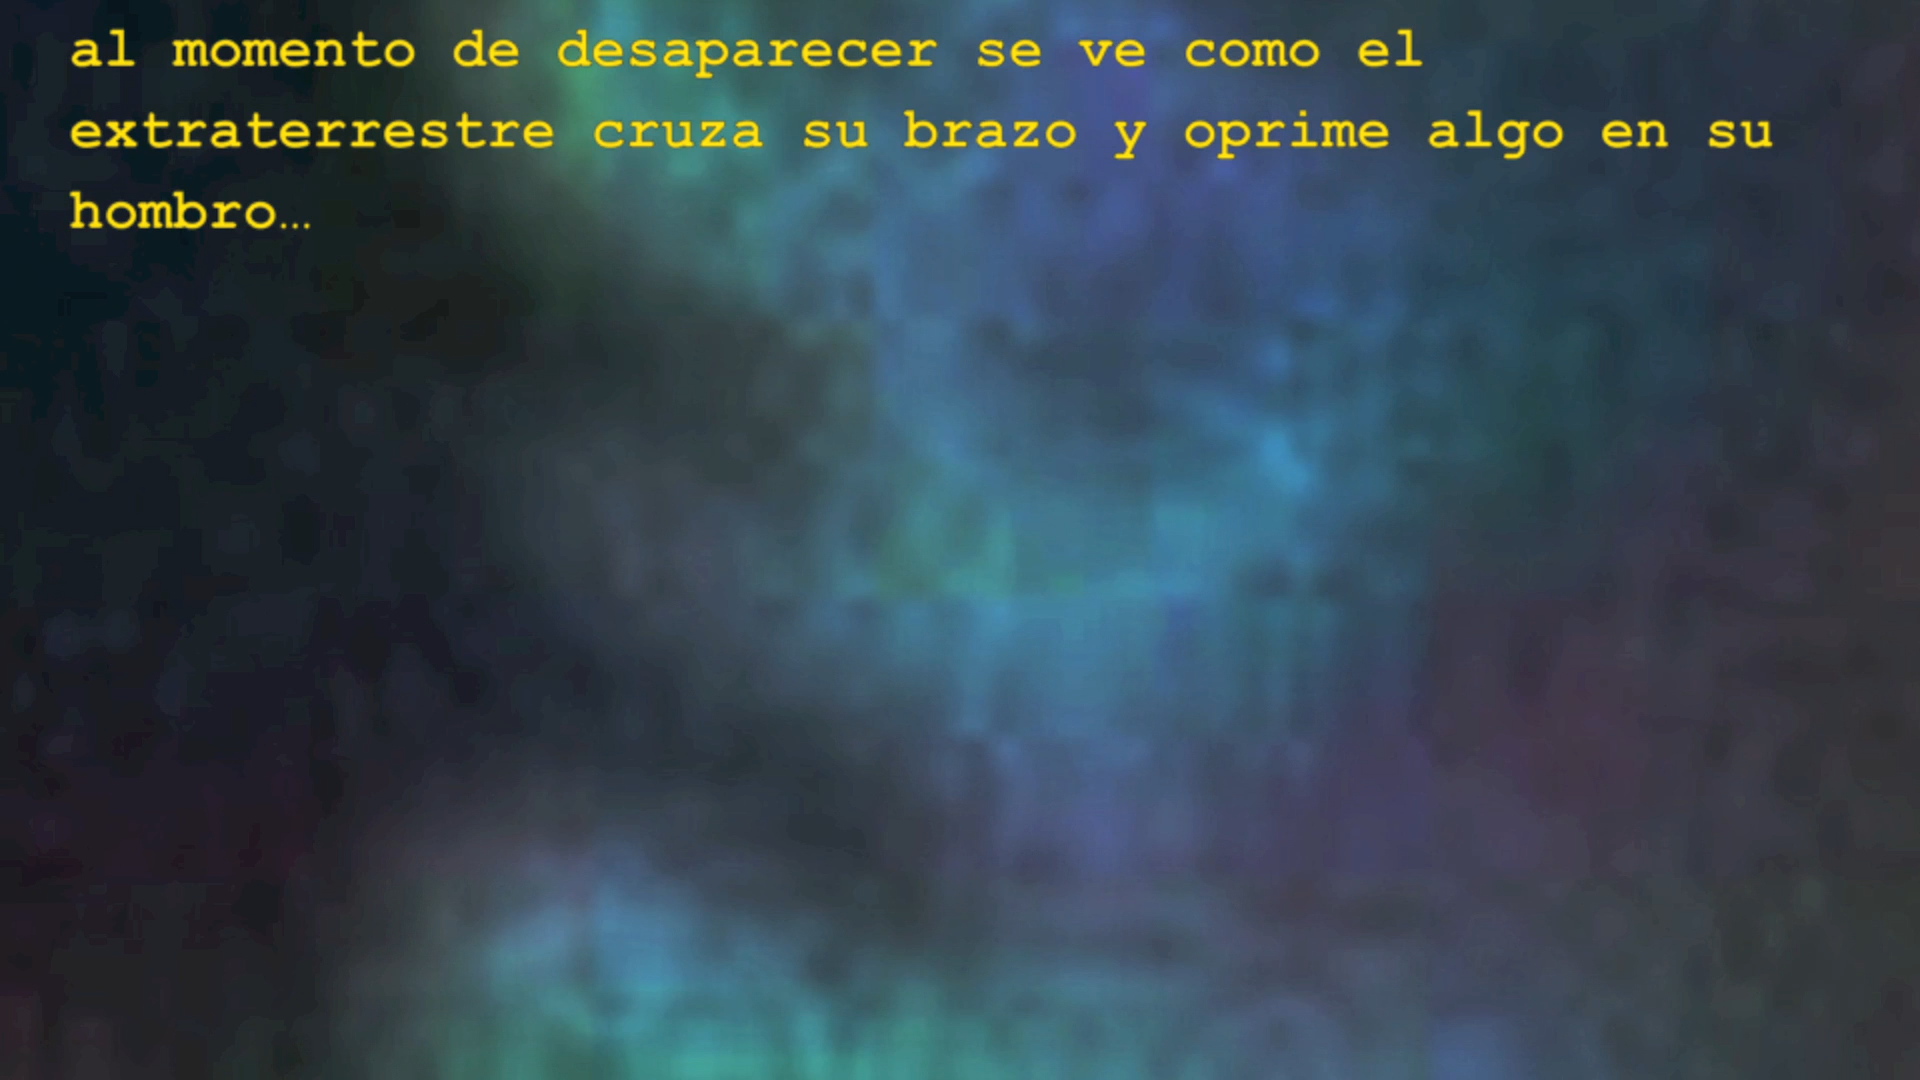 al momento de desaparecer se ve como el
extraterrestre cruza su brazo y oprime algo en su
hombro…